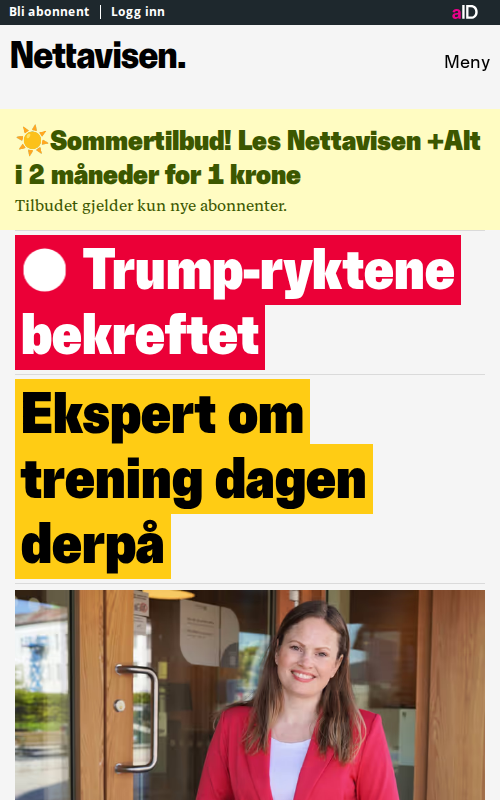 Bli abonnent Logg inn aID
Nettavisen.
Meny
☀️Sommertilbud! Les Nettavisen +Alt
i 2 måneder for 1 krone
Tilbudet gjelder kun nye abonnenter.
Trump-ryktene
bekreftet
Ekspert om
trening dagen
derpå